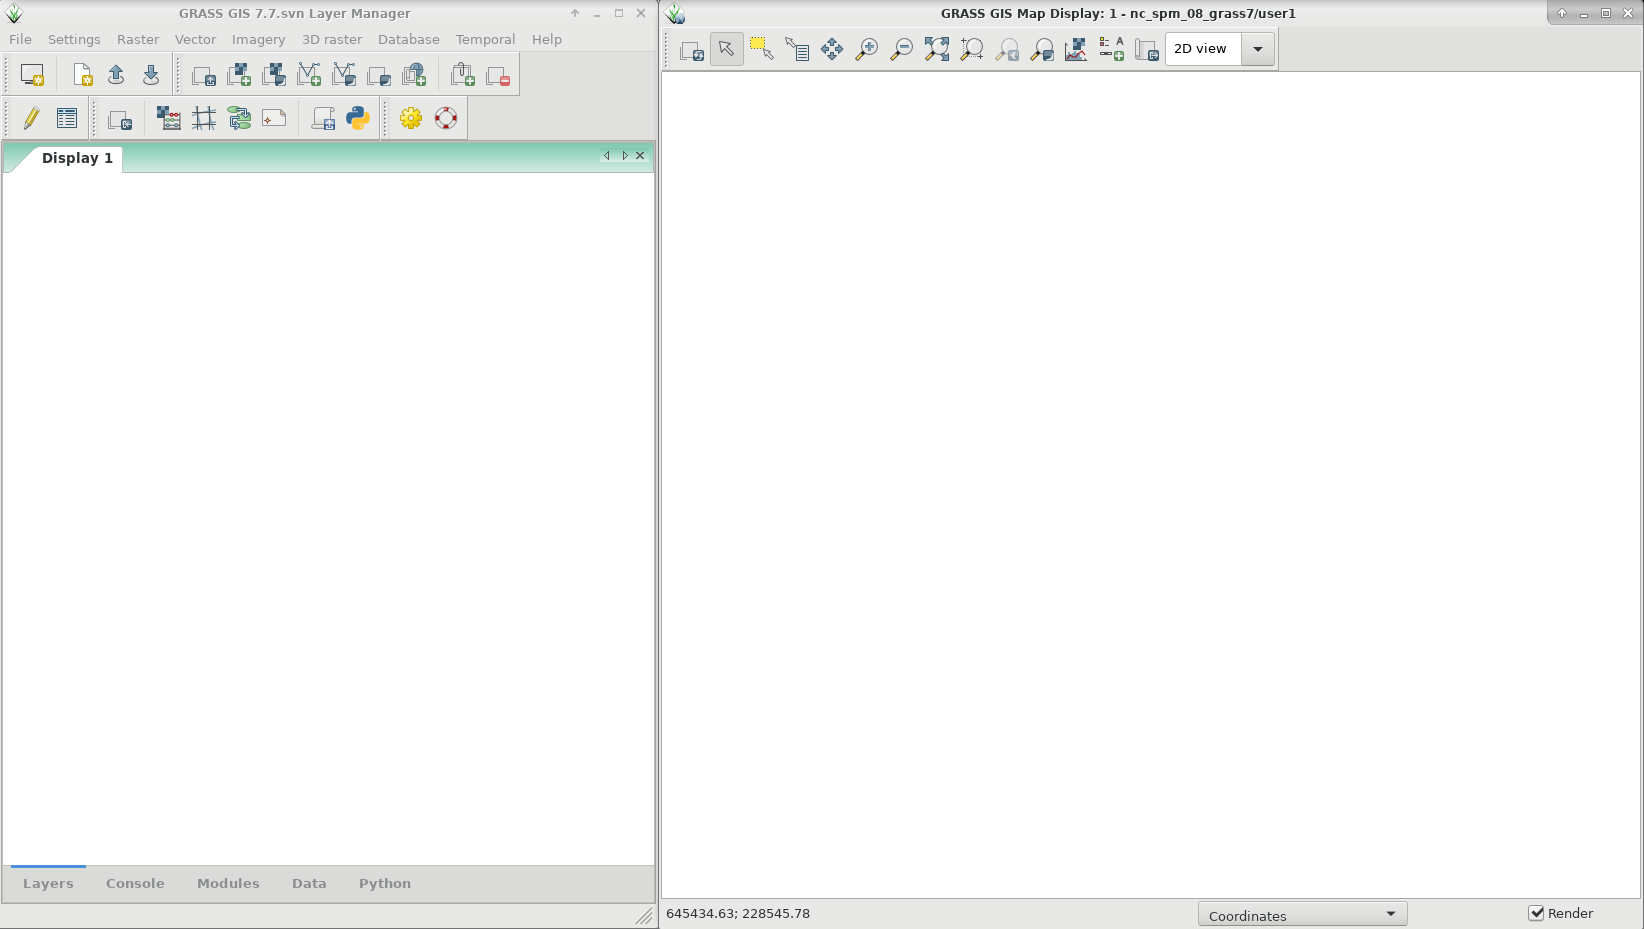 GRASS GIS 7.7.svn Layer Manager
File Settings Raster Vector Imagery 3D raster Database Temporal Help
Display 1
Layers Console Modules Data Python
GRASS GIS Map Display: 1 - nc_spm_08_grass7/user1
A
2D view
645434.63; 228545.78
Coordinates
Render